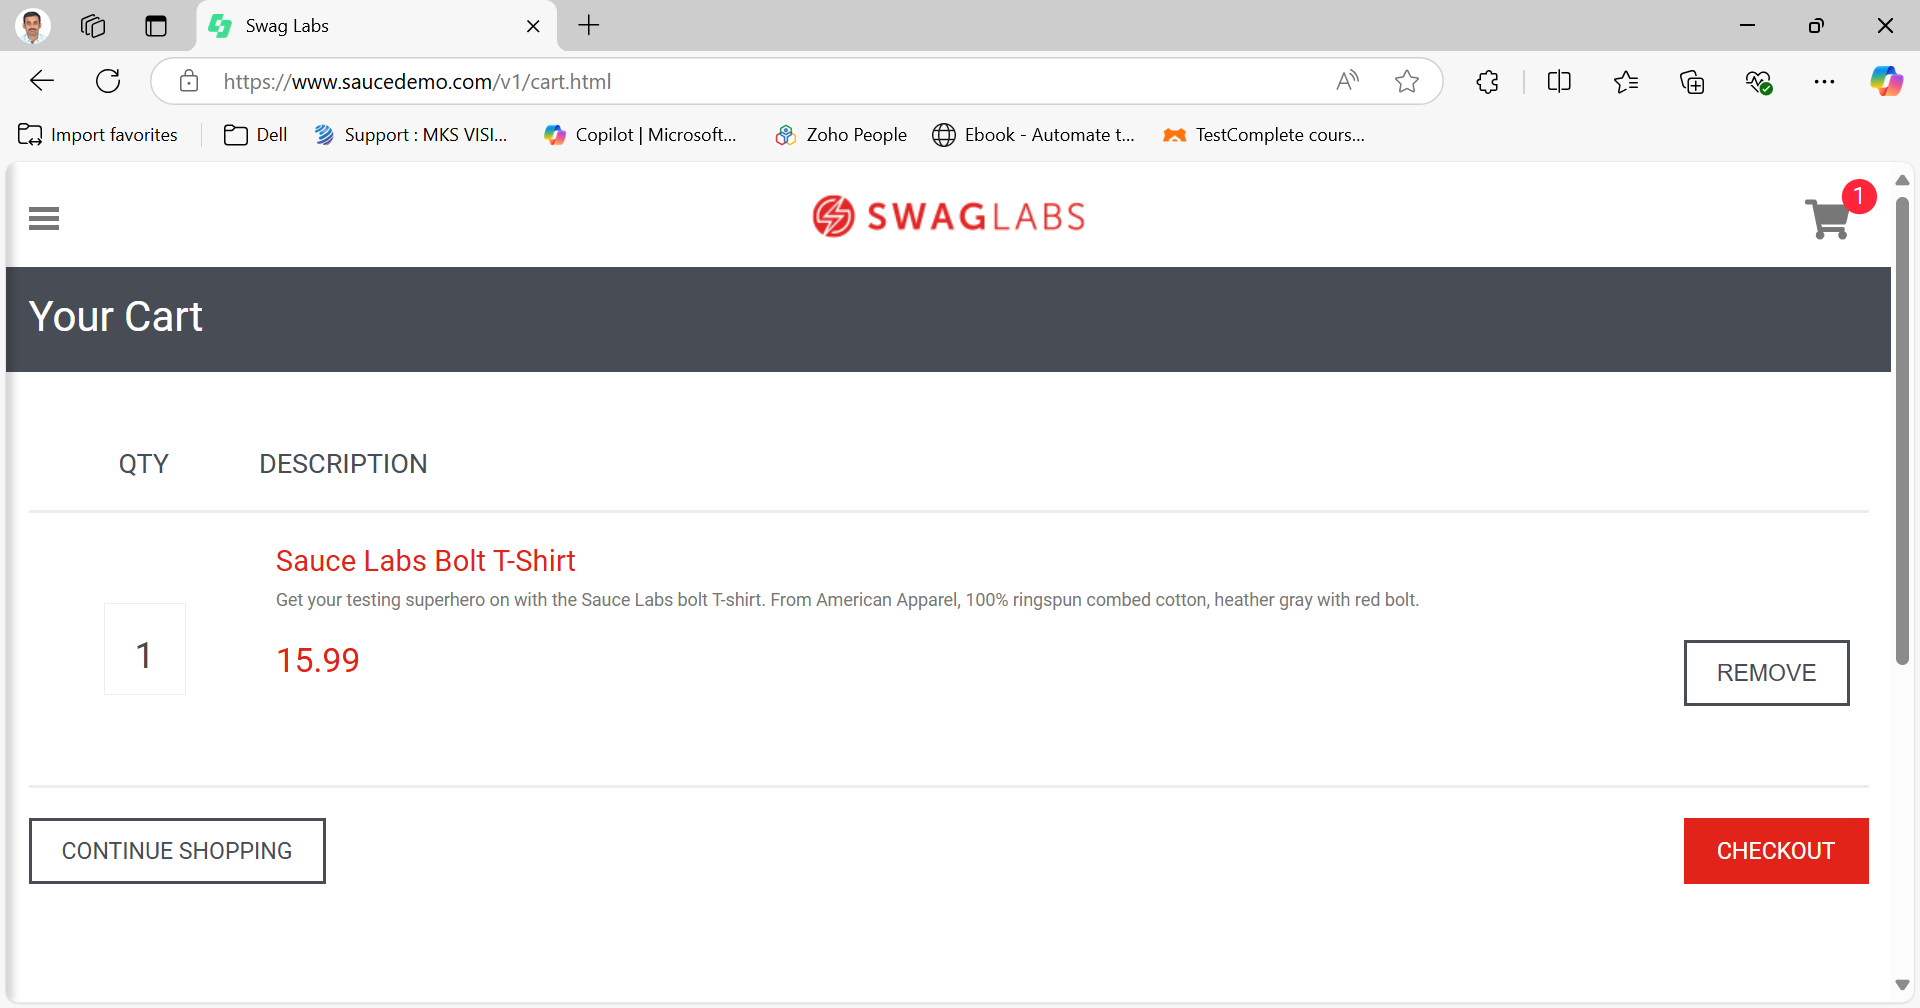 Swag Labs
https://www.saucedemo.com/v1/cart.html
Import favorites
Dell
Support : MKS VISI...
Copilot | Microsoft...
Zoho People
Ebook - Automate t...
TestComplete cours...
SWAGLABS
1
Your Cart
QTY DESCRIPTION
Sauce Labs Bolt T-Shirt
Get your testing superhero on with the Sauce Labs bolt T-shirt. From American Apparel, 100% ringspun combed cotton, heather gray with red bolt.
1
15.99
REMOVE
CONTINUE SHOPPING
CHECKOUT